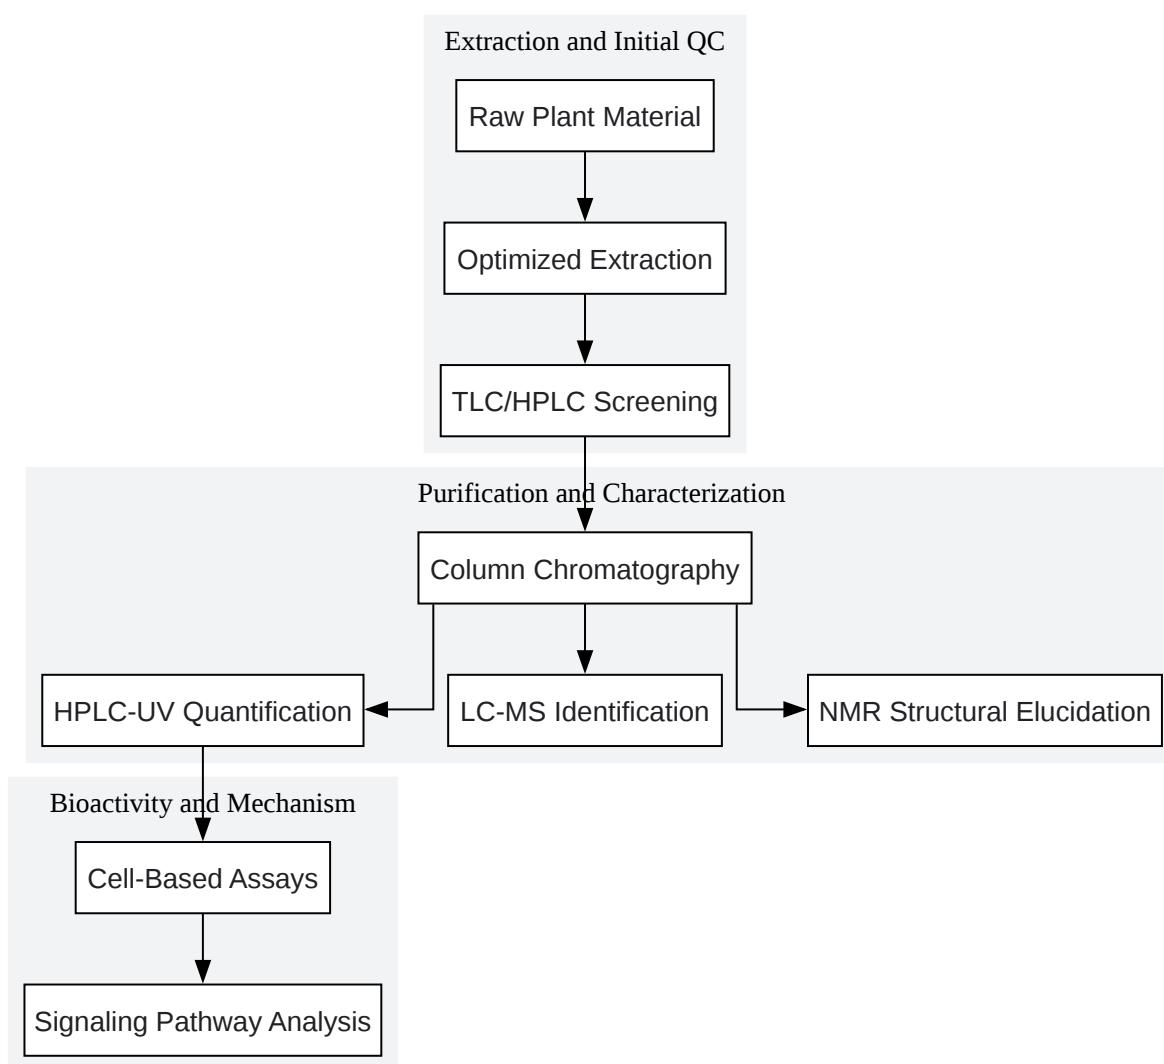 Extraction and Initial QC
Raw Plant Material
Optimized Extraction
TLC/HPLC Screening
Purification and Characterization
Column Chromatography
HPLC-UV Quantification
LC-MS Identification
NMR Structural Elucidation
Bioactivity and Mechanism
Cell-Based Assays
Signaling Pathway Analysis